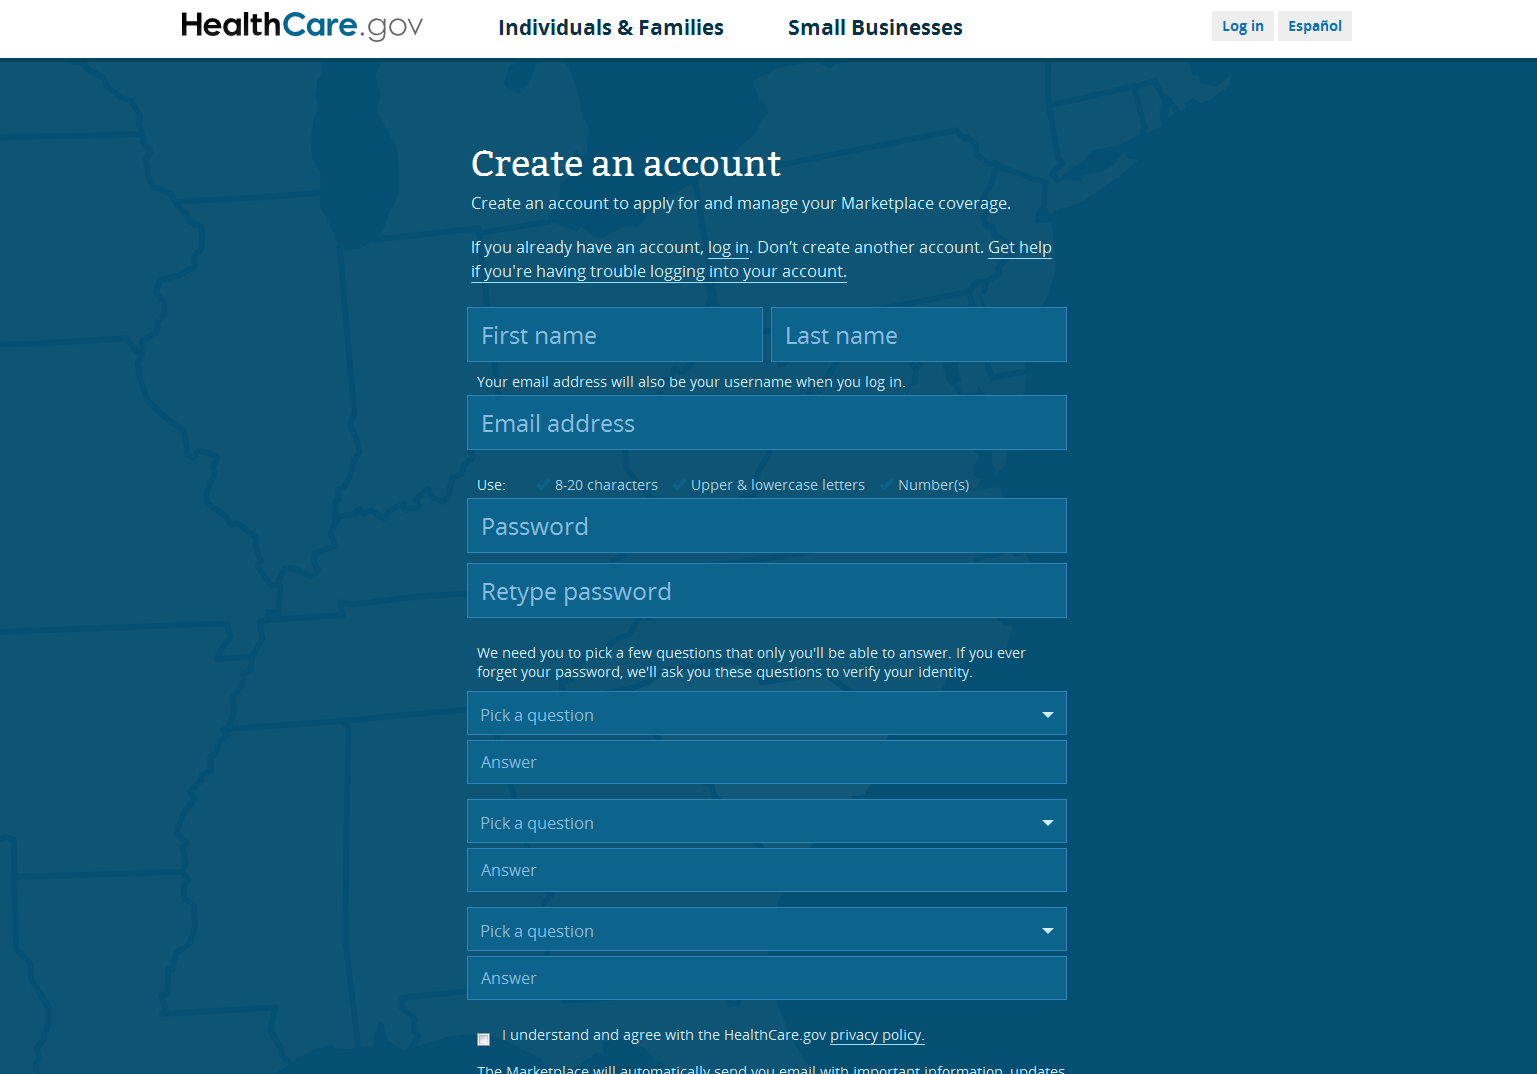 HealthCare.gov Individuals & Families Small Businesses Log in Español
Create an account
Create an account to apply for and manage your Marketplace coverage.
If you already have an account, log in. Don’t create another account. Get help
if you're having trouble logging into your account.
First name Last name
Your email address will also be your username when you log in.
Email address
Use: 8-20 characters Upper & lowercase letters Number(s)
Password
Retype password
We need you to pick a few questions that only you'll be able to answer. If you ever
forget your password, we'll ask you these questions to verify your identity.
Pick a question
Answer
Pick a question
Answer
Pick a question
Answer
I understand and agree with the HealthCare.gov privacy policy.
The Marketplace will automatically send you email with important information, updates